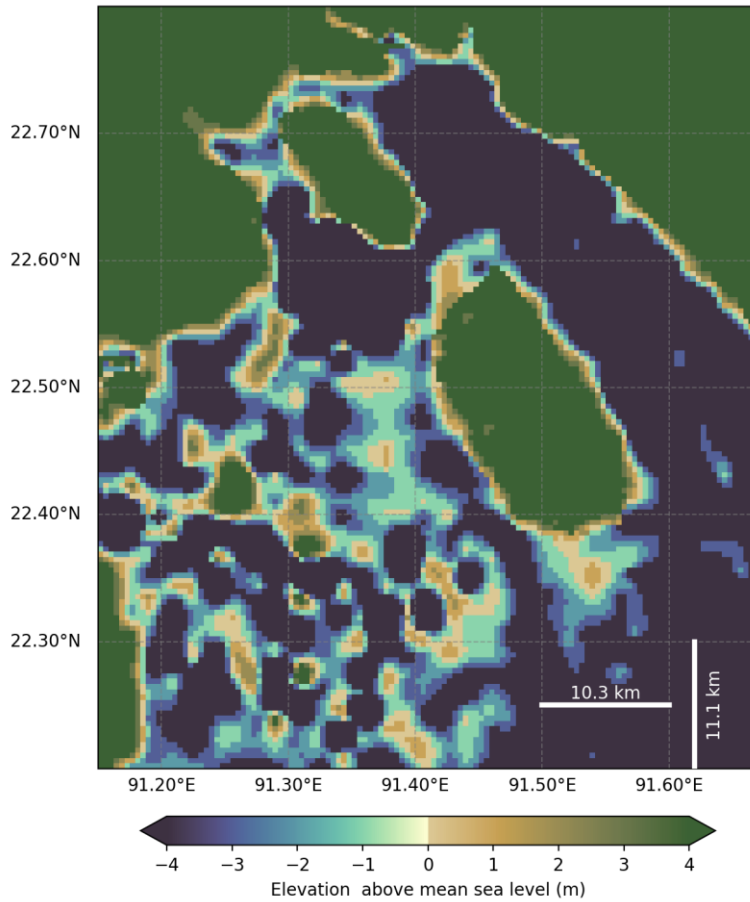 22.70°N
22.60°N
22.50°N
22.40°N
22.30°N
10.3 km
11.1 km
91.20°E 91.30°E 91.40°E 91.50°E 91.60°E
−4 −3 −2 −1 0 1 2 3 4
Elevation  above mean sea level (m)